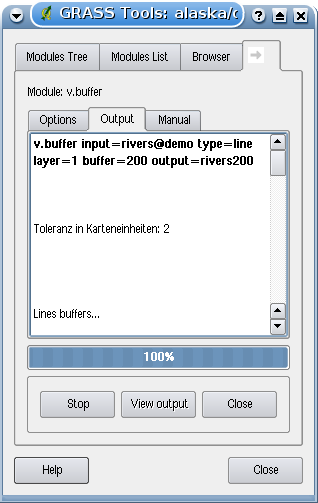 GRASS Tools: alaska/d
Modules Tree
Modules List
Browser
Module: v.buffer
Options
Output
Manual
v.buffer input=rivers@demo type=line
layer=1 buffer=200 output=rivers200
Toleranz in Karteneinheiten: 2
Lines buffers...
100%
Stop
View output
Close
Help
Close